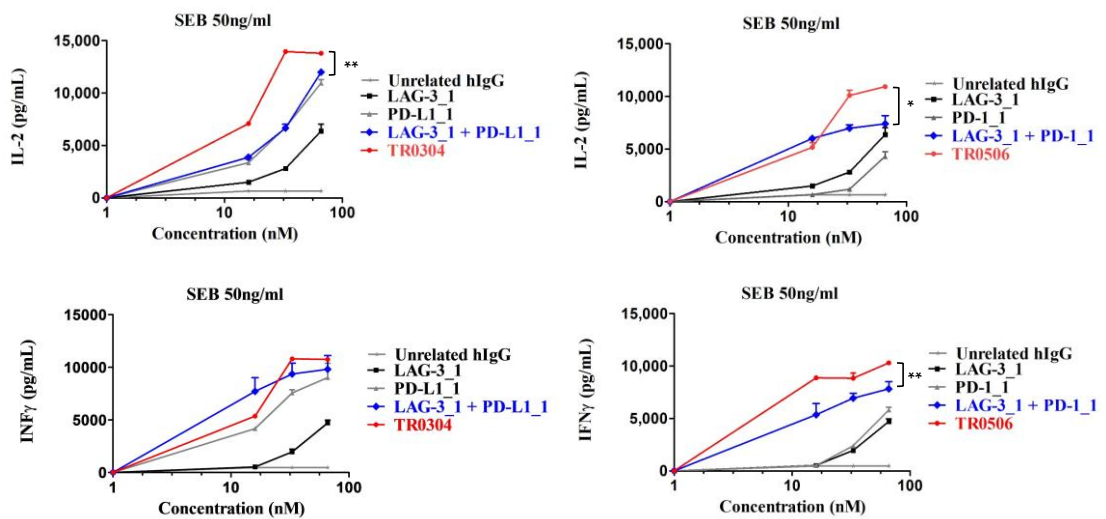 SEB 50ng/ml
15,000
10,000
5,000
0
IL-2 (pg/mL)
**
Unrelated hIgG
LAG-3_1
PD-L1_1
LAG-3_1 + PD-L1_1
TR0304
1
10
100
Concentration (nM)
SEB 50ng/ml
15,000
10,000
5,000
0
IL-2 (pg/mL)
*
Unrelated hIgG
LAG-3_1
PD-1_1
LAG-3_1 + PD-1_1
TR0506
1
10
100
Concentration (nM)
SEB 50ng/ml
15000
10000
5000
0
INFγ (pg/mL)
Unrelated hIgG
LAG-3_1
PD-L1_1
LAG-3_1 + PD-L1_1
TR0304
1
10
100
Concentration (nM)
SEB 50ng/ml
15,000
10,000
5,000
0
IFNγ (pg/mL)
**
Unrelated hIgG
LAG-3_1
PD-1_1
LAG-3_1 + PD-1_1
TR0506
1
10
100
Concentration (nM)